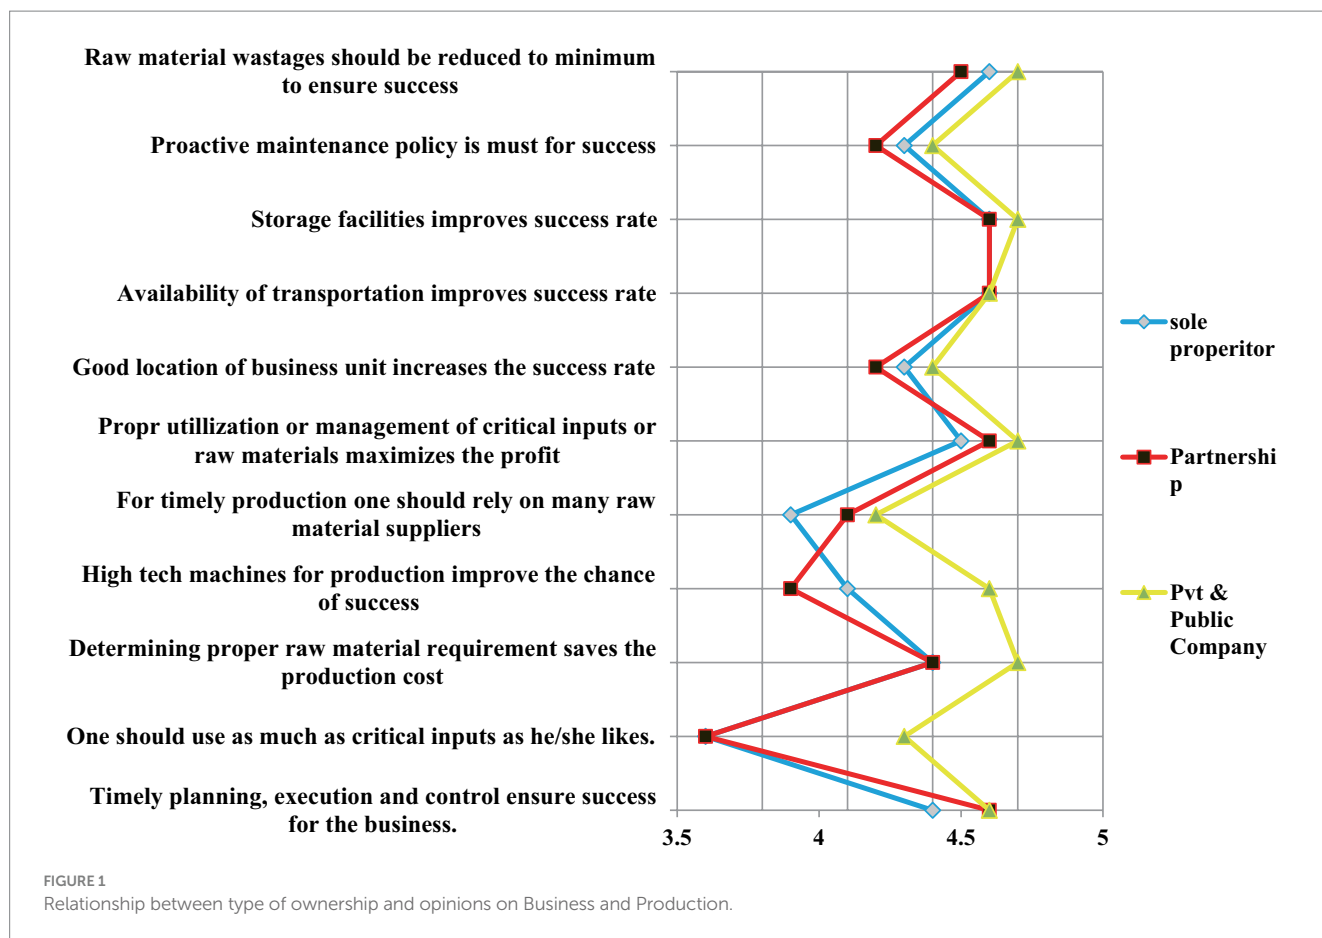 Raw material wastages should be reduced to minimum
to ensure success
Proactive maintenance policy is must for success
Storage facilities improves success rate
Availability of transportation improves success rate
Good location of business unit increases the success rate
Propr utillization or management of critical inputs or
raw materials maximizes the profit
For timely production one should rely on many raw
material suppliers
High tech machines for production improve the chance
of success
Determining proper raw material requirement saves the
production cost
One should use as much as critical inputs as he/she likes.
Timely planning, execution and control ensure success
for the business.
3.5 4 4.5 5
sole
properitor
Partnershi
p
Pvt &
Public
Company
FIGURE 1
Relationship between type of ownership and opinions on Business and Production.